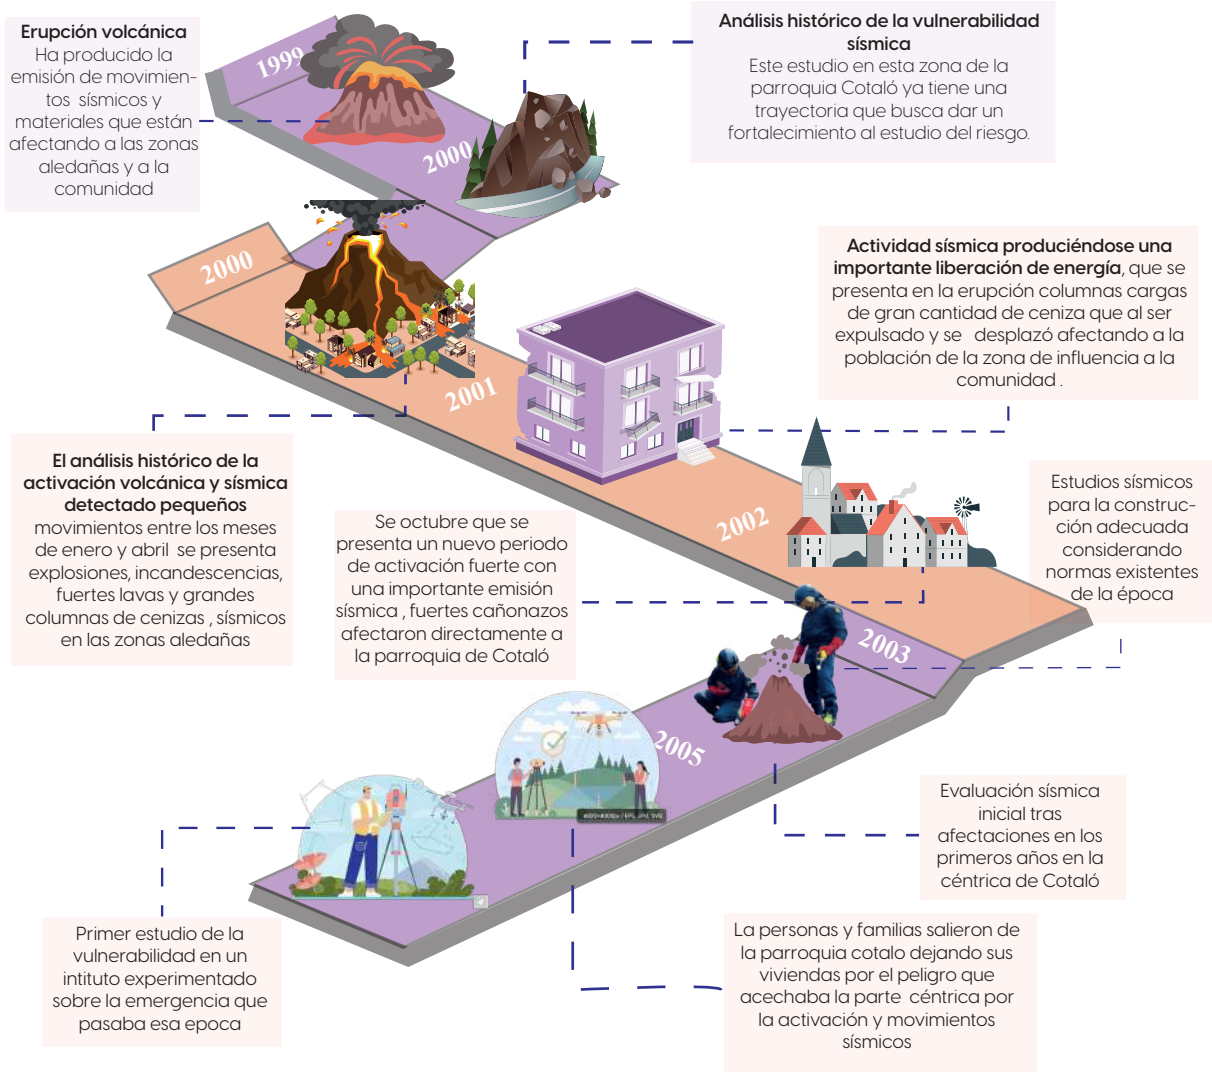 Erupción volcánica
Ha producido la
emisión de movimien-
tos sísmicos y
materiales que están
afectando a las zonas
aledañas y a la
comunidad
1999
Análisis histórico de la vulnerabilidad
sísmica
Este estudio en esta zona de la
parroquia Cotaló ya tiene una
trayectoria que busca dar un
fortalecimiento al estudio del riesgo.
2000
2000
Actividad sísmica produciéndose una
importante liberación de energía, que se
presenta en la erupción columnas cargas
de gran cantidad de ceniza que al ser
expulsado y se desplazó afectando a la
población de la zona de influencia a la
comunidad .
2001
El análisis histórico de la
activación volcánica y sísmica
detectado pequeños
movimientos entre los meses
de enero y abril se presenta
explosiones, incandescencias,
fuertes lavas y grandes
columnas de cenizas , sísmicos
en las zonas aledañas
Se octubre que se
presenta un nuevo periodo
de activación fuerte con
una importante emisión
sísmica , fuertes cañonazos
afectaron directamente a
la parroquia de Cotaló
2002
Estudios sísmicos
para la construc-
ción adecuada
considerando
normas existentes
de la época
2003
2005
Evaluación sísmica
inicial tras
afectaciones en los
primeros años en la
céntrica de Cotaló
Primer estudio de la
vulnerabilidad en un
intituto experimentado
sobre la emergencia que
pasaba esa epoca
La personas y familias salieron de
la parroquia cotalo dejando sus
viviendas por el peligro que
acechaba la parte céntrica por
la activación y movimientos
sísmicos